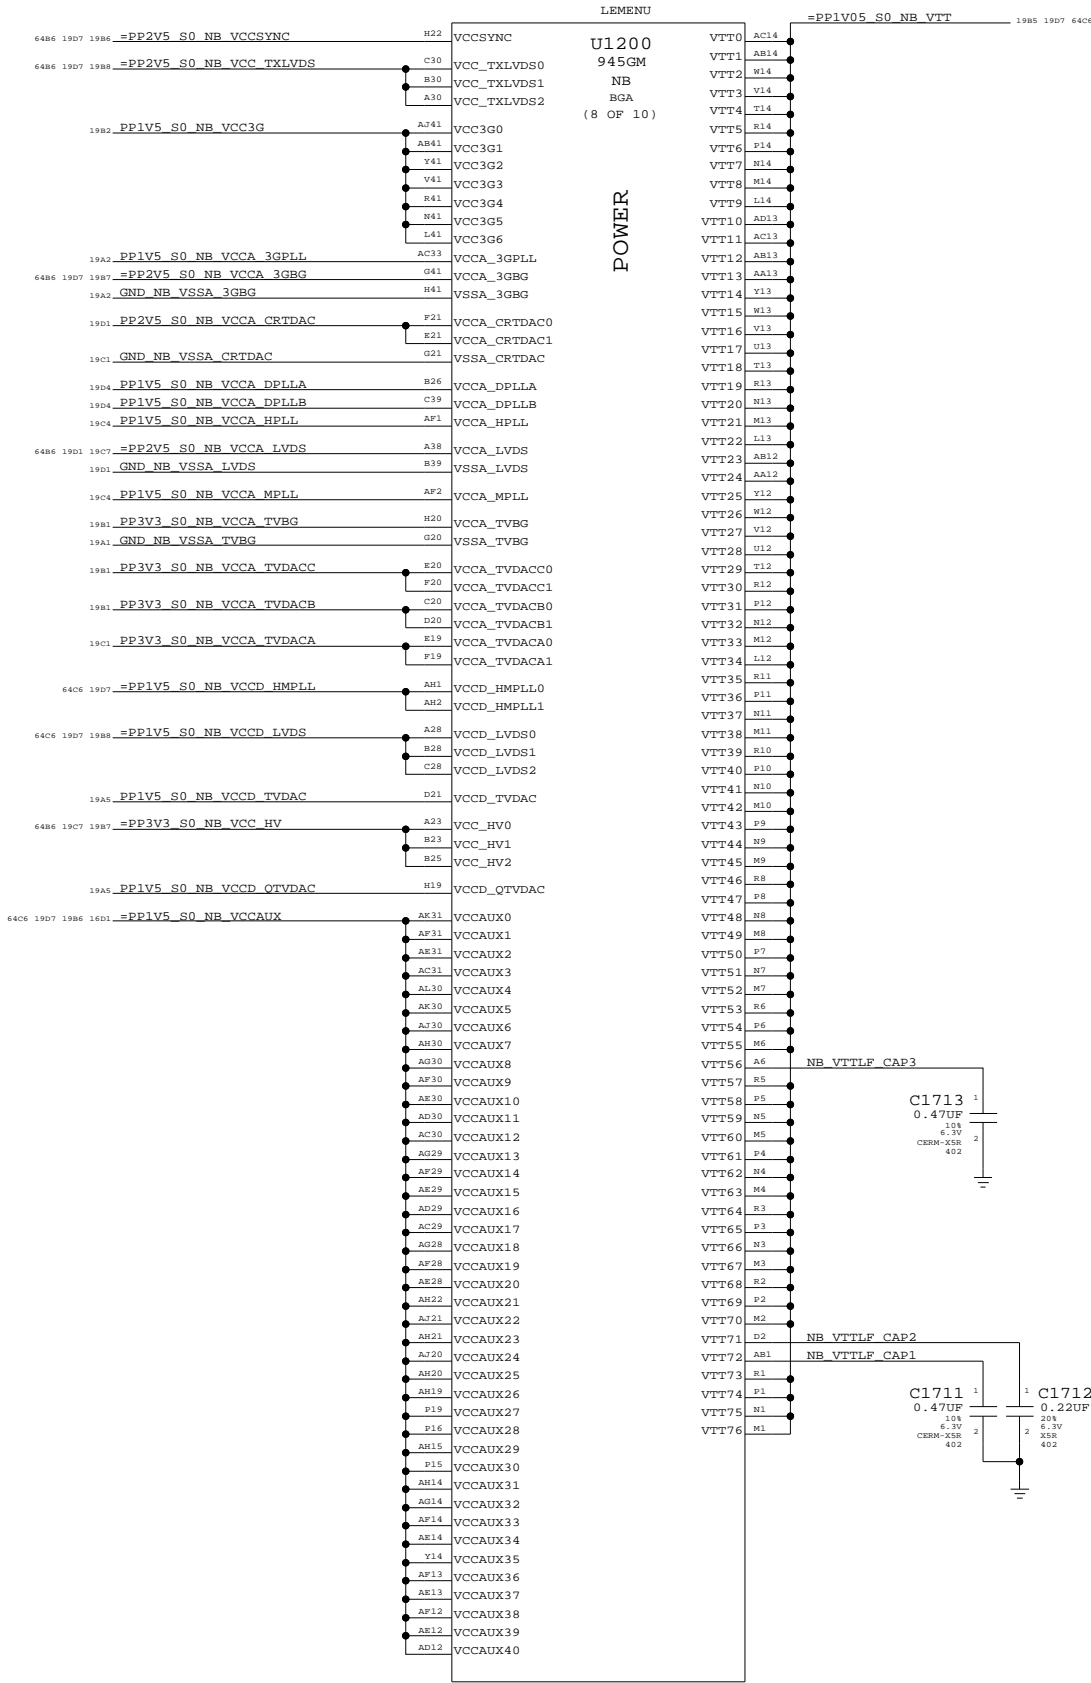 LEMENU
U1200
945GM
NB
BGA
(8 OF 10)
POWER
64B6 19D7 19B6 =PP2V5_S0_NB_VCCSYNC H22 VCCSYNC
64B6 19D7 19B8 =PP2V5_S0_NB_VCC_TXLVDS C30 VCC_TXLVDS0
B30 VCC_TXLVDS1
A30 VCC_TXLVDS2
19B2 PP1V5_S0_NB_VCC3G AJ41 VCC3G0
AB41 VCC3G1
Y41 VCC3G2
V41 VCC3G3
R41 VCC3G4
N41 VCC3G5
L41 VCC3G6
19A2 PP1V5_S0_NB_VCCA_3GPLL AC33 VCCA_3GPLL
64B6 19D7 19B7 =PP2V5_S0_NB_VCCA_3GBG G41 VCCA_3GBG
19A2 GND_NB_VSSA_3GBG H41 VSSA_3GBG
19D1 PP2V5_S0_NB_VCCA_CRTDAC F21 VCCA_CRTDAC0
E21 VCCA_CRTDAC1
19C1 GND_NB_VSSA_CRTDAC G21 VSSA_CRTDAC
19D4 PP1V5_S0_NB_VCCA_DPLLA B26 VCCA_DPLLA
19D4 PP1V5_S0_NB_VCCA_DPLLB C39 VCCA_DPLLB
19C4 PP1V5_S0_NB_VCCA_HPLL AF1 VCCA_HPLL
64B6 19D1 19C7 =PP2V5_S0_NB_VCCA_LVDS A38 VCCA_LVDS
19D1 GND_NB_VSSA_LVDS B39 VSSA_LVDS
19C4 PP1V5_S0_NB_VCCA_MPLL AF2 VCCA_MPLL
19B1 PP3V3_S0_NB_VCCA_TVBG H20 VCCA_TVBG
19A1 GND_NB_VSSA_TVBG G20 VSSA_TVBG
19B1 PP3V3_S0_NB_VCCA_TVDACC E20 VCCA_TVDACC0
F20 VCCA_TVDACC1
19B1 PP3V3_S0_NB_VCCA_TVDACB C20 VCCA_TVDACB0
D20 VCCA_TVDACB1
19C1 PP3V3_S0_NB_VCCA_TVDACA E19 VCCA_TVDACA0
F19 VCCA_TVDACA1
64C6 19D7 =PP1V5_S0_NB_VCCD_HMPLL AH1 VCCD_HMPLL0
AH2 VCCD_HMPLL1
64C6 19D7 19B8 =PP1V5_S0_NB_VCCD_LVDS A28 VCCD_LVDS0
B28 VCCD_LVDS1
C28 VCCD_LVDS2
19A5 PP1V5_S0_NB_VCCD_TVDAC D21 VCCD_TVDAC
64B6 19C7 19B7 =PP3V3_S0_NB_VCC_HV A23 VCC_HV0
B23 VCC_HV1
B25 VCC_HV2
19A5 PP1V5_S0_NB_VCCD_QTVDAC H19 VCCD_QTVDAC
64C6 19D7 19B6 16D1 =PP1V5_S0_NB_VCCAUX AK31 VCCAUX0
AF31 VCCAUX1
AE31 VCCAUX2
AC31 VCCAUX3
AL30 VCCAUX4
AK30 VCCAUX5
AJ30 VCCAUX6
AH30 VCCAUX7
AG30 VCCAUX8
AF30 VCCAUX9
AE30 VCCAUX10
AD30 VCCAUX11
AC30 VCCAUX12
AG29 VCCAUX13
AF29 VCCAUX14
AE29 VCCAUX15
AD29 VCCAUX16
AC29 VCCAUX17
AG28 VCCAUX18
AF28 VCCAUX19
AE28 VCCAUX20
AH22 VCCAUX21
AJ21 VCCAUX22
AH21 VCCAUX23
AJ20 VCCAUX24
AH20 VCCAUX25
AH19 VCCAUX26
P19 VCCAUX27
P16 VCCAUX28
AH15 VCCAUX29
P15 VCCAUX30
AH14 VCCAUX31
AG14 VCCAUX32
AF14 VCCAUX33
AE14 VCCAUX34
Y14 VCCAUX35
AF13 VCCAUX36
AE13 VCCAUX37
AF12 VCCAUX38
AE12 VCCAUX39
AD12 VCCAUX40
=PP1V05_S0_NB_VTT 19B5 19D7 64C6
VTT0 AC14
VTT1 AB14
VTT2 W14
VTT3 V14
VTT4 T14
VTT5 R14
VTT6 P14
VTT7 N14
VTT8 M14
VTT9 L14
VTT10 AD13
VTT11 AC13
VTT12 AB13
VTT13 AA13
VTT14 Y13
VTT15 W13
VTT16 V13
VTT17 U13
VTT18 T13
VTT19 R13
VTT20 N13
VTT21 M13
VTT22 L13
VTT23 AB12
VTT24 AA12
VTT25 Y12
VTT26 W12
VTT27 V12
VTT28 U12
VTT29 T12
VTT30 R12
VTT31 P12
VTT32 N12
VTT33 M12
VTT34 L12
VTT35 R11
VTT36 P11
VTT37 N11
VTT38 M11
VTT39 R10
VTT40 P10
VTT41 N10
VTT42 M10
VTT43 P9
VTT44 N9
VTT45 M9
VTT46 R8
VTT47 P8
VTT48 N8
VTT49 M8
VTT50 P7
VTT51 N7
VTT52 M7
VTT53 R6
VTT54 P6
VTT55 M6
VTT56 A6 NB_VTTLF_CAP3
VTT57 R5
VTT58 P5
VTT59 N5
VTT60 M5
VTT61 P4
VTT62 N4
VTT63 M4
VTT64 R3
VTT65 P3
VTT66 N3
VTT67 M3
VTT68 R2
VTT69 P2
VTT70 M2
VTT71 D2 NB_VTTLF_CAP2
VTT72 AB1 NB_VTTLF_CAP1
VTT73 R1
VTT74 P1
VTT75 N1
VTT76 M1
C1713 1
0.47UF
10%
6.3V 2
CERM-X5R
402
C1711 1
0.47UF
10%
6.3V 2
CERM-X5R
402
1 C1712
0.22UF
20%
2 6.3V
X5R
402